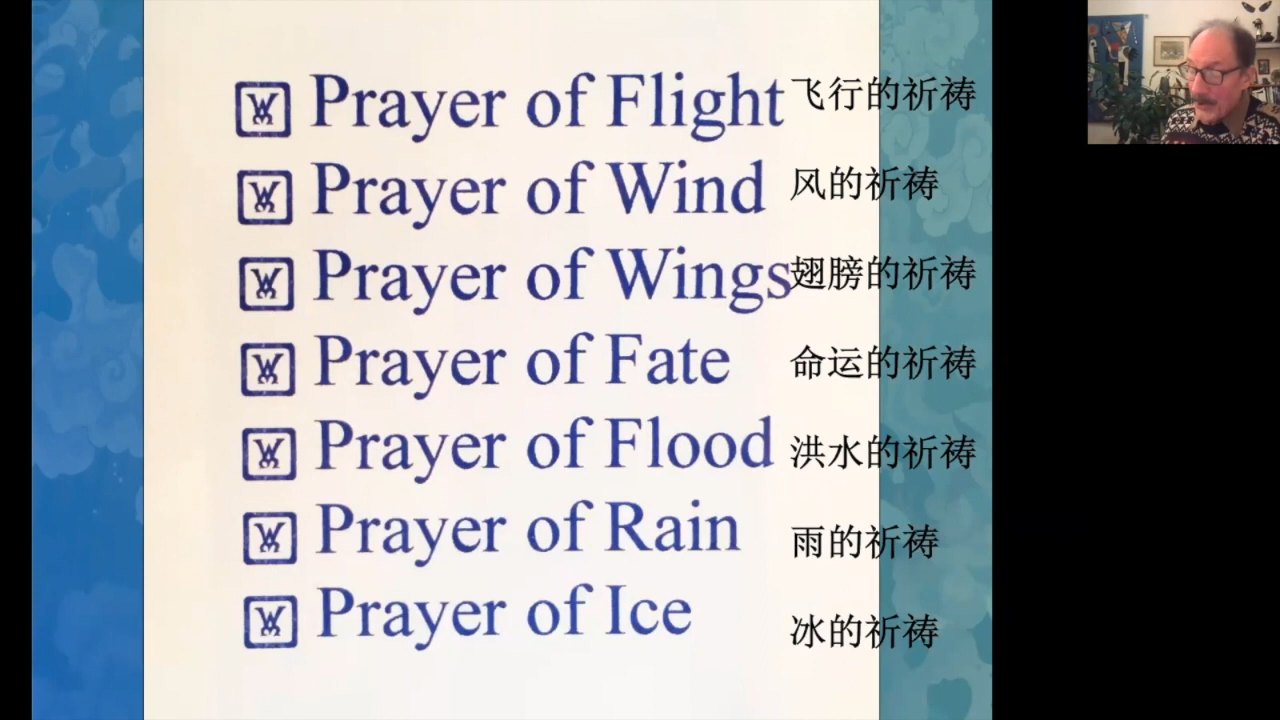 Prayer of Flight 飞行的祈祷
Prayer of Wind 风的祈祷
Prayer of Wings 翅膀的祈祷
Prayer of Fate 命运的祈祷
Prayer of Flood 洪水的祈祷
Prayer of Rain 雨的祈祷
Prayer of Ice 冰的祈祷